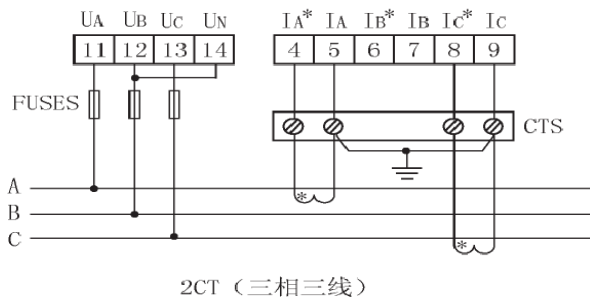 UA UB UC UN IA* IA IB* IB IC* IC
11 12 13 14 4 5 6 7 8 9
FUSES
CTS
A
*
B
C
*
2CT（三相三线）